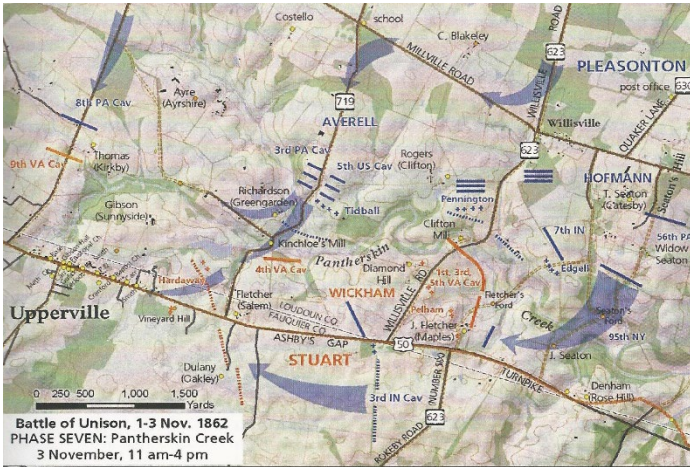 Costello
school
C. Blakeley
MILLVILLE ROAD
ROAD
623
WILLISVILLE
PLEASONTON
post office
630
Ayre
(Ayrshire)
719
8th PA Cav
AVERELL
Willisville
QUAKER LANE
3rd PA Cav
623
9th VA Cav
Thomas
(Kirkby)
5th US Cav
Rogers
(Clifton)
HOFMANN
Seaton's Hill
Richardson
(Greengarden)
T. Seaton
(Catesby)
Gibson
(Sunnyside)
Tidball
Pennington
7th IN
56th PA
Widow
Seaton
Clifton
Mill
Kinchloe's Mill
Pantherskin
Edgell
4th VA Cav
Diamond
Hill
1st, 3rd,
5th VA Cav
Hardaway
WICKHAM
WILLISVILLE RD
Fletcher's
Ford
Seaton's
Ford
Upperville
Fletcher
(Salem)
LOUDOUN CO.
FAUQUIER CO.
Pelham
Creek
95th NY
Vineyard Hill
J. Fletcher
(Maples)
ASHBY'S GAP
50
TURNPIKE
STUART
J. Seaton
Dulany
(Oakley)
Denham
(Rose Hill)
3rd IN Cav
623
ROKEBY ROAD
0 250 500 1,000 1,500
Yards
Battle of Unison, 1-3 Nov. 1862
PHASE SEVEN: Pantherskin Creek
3 November, 11 am-4 pm